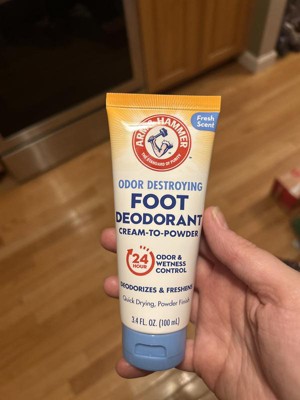 Fresh
Scent
ARM & HAMMER
THE STANDARD OF PURITY
ODOR DESTROYING
FOOT
DEODORANT
CREAM-TO-POWDER
24
HOUR
ODOR &
WETNESS
CONTROL
DEODORIZES & FRESHENS
Quick Drying, Powder Finish
3.4 FL. OZ. (100 mL)